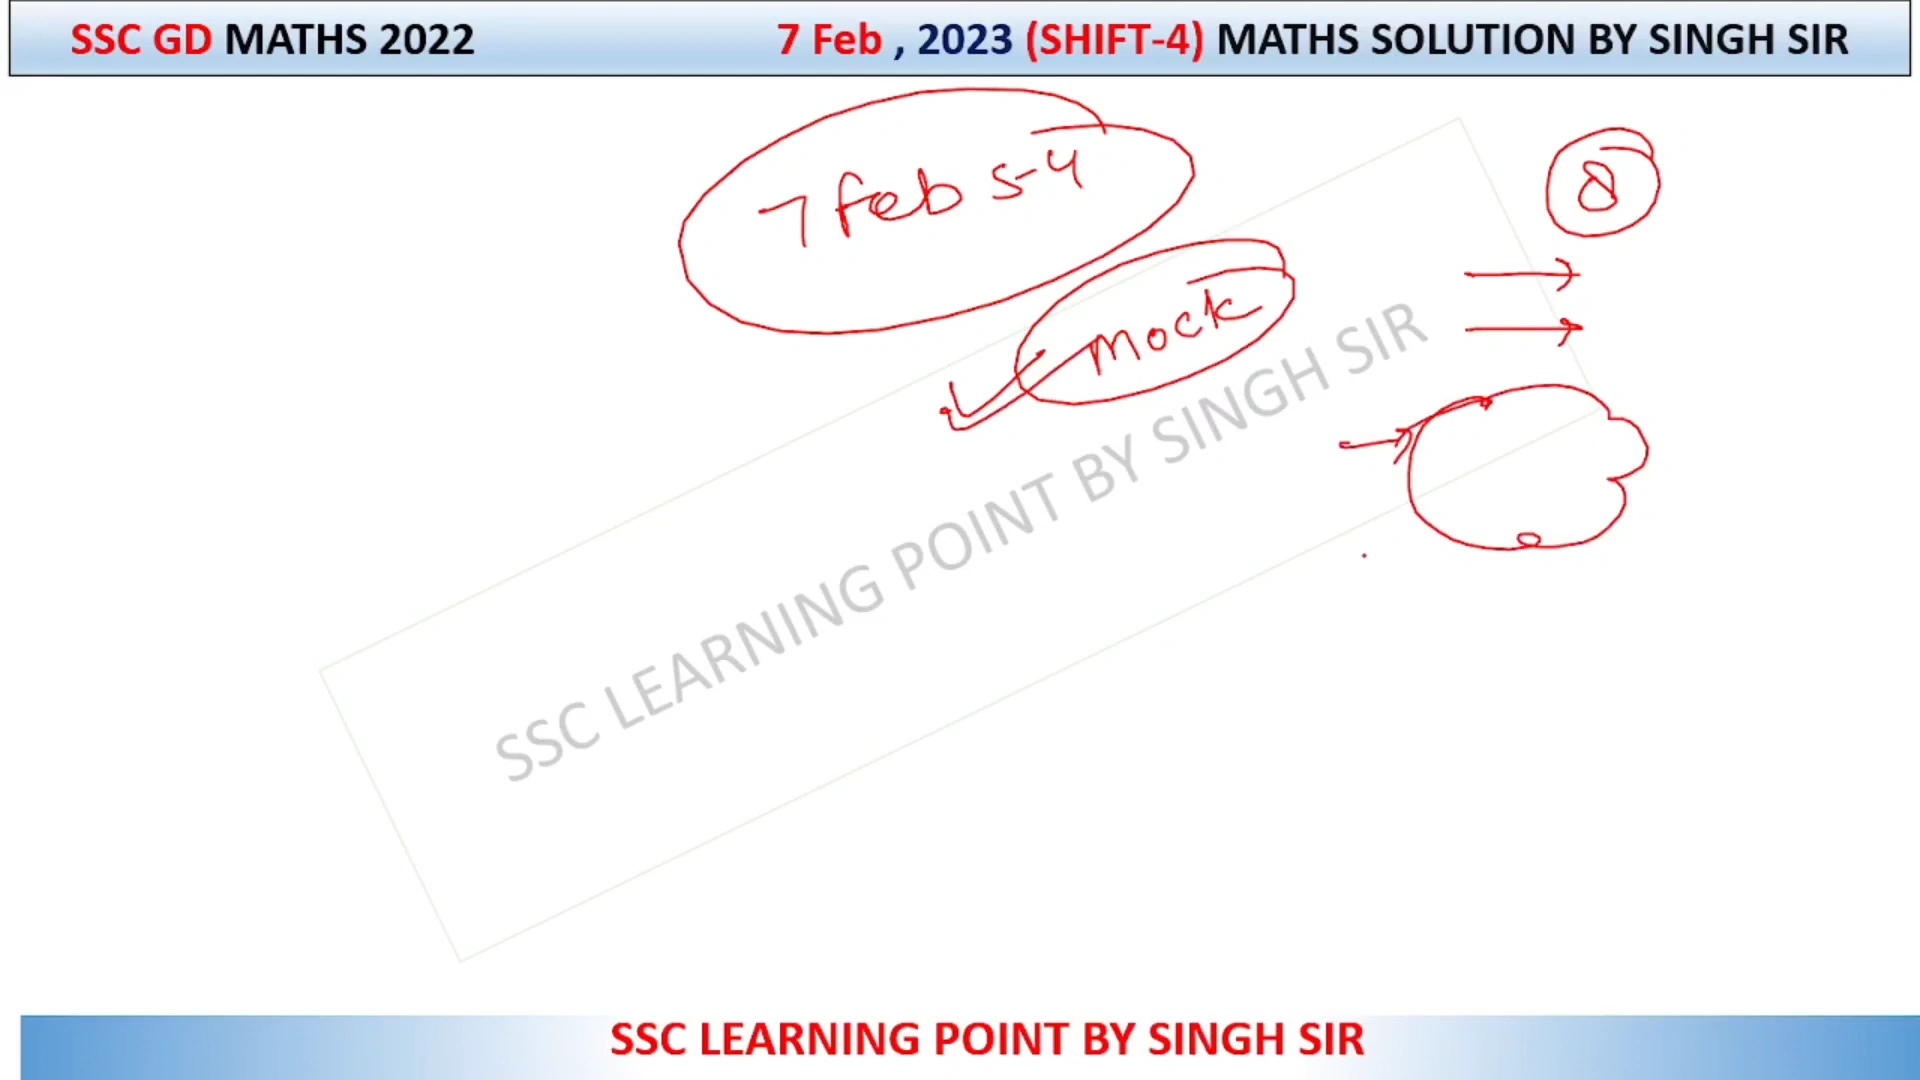 SSC GD MATHS 2022 7 Feb , 2023 (SHIFT-4) MATHS SOLUTION BY SINGH SIR
7 Feb S-4
8
Mock
SSC LEARNING POINT BY SINGH SIR
SSC LEARNING POINT BY SINGH SIR